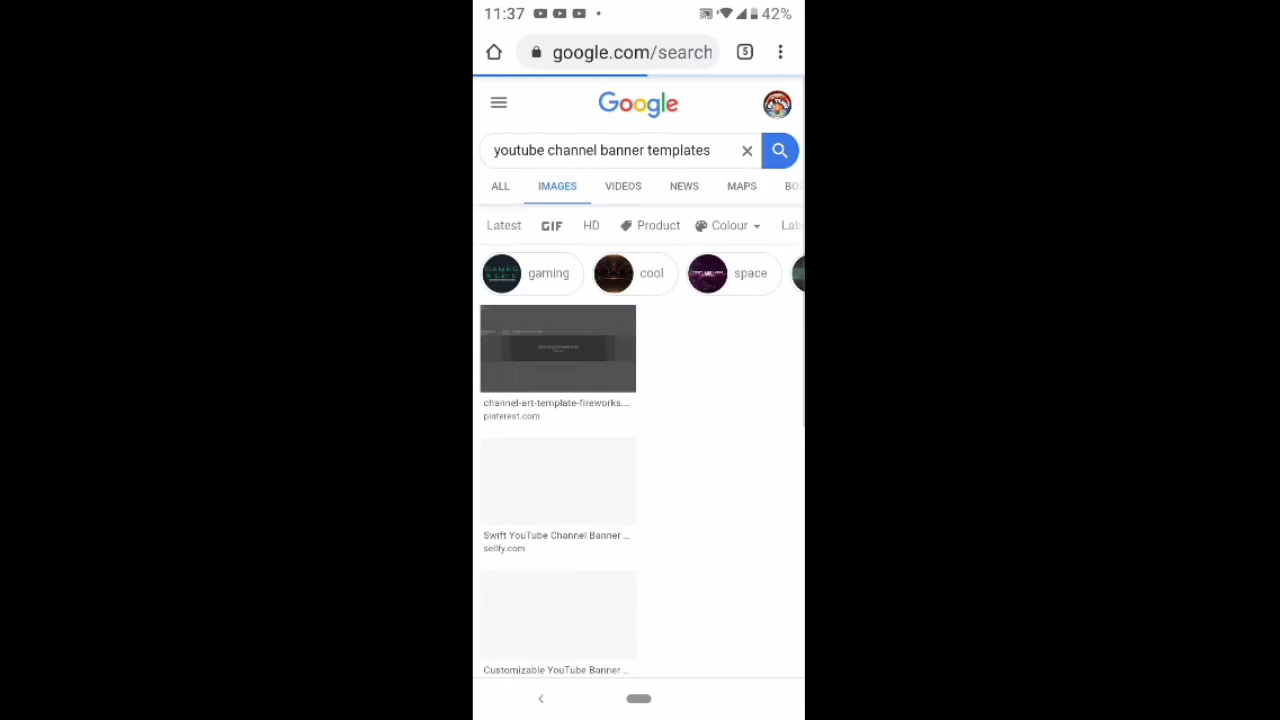 11:37
42%
google.com/search
5
Google
youtube channel banner templates
ALL IMAGES VIDEOS NEWS MAPS BO
Latest GIF HD Product Colour Lab
gaming cool space
channel-art-template-fireworks...
pinterest.com
Swift YouTube Channel Banner ...
sellfy.com
Customizable YouTube Banner ..